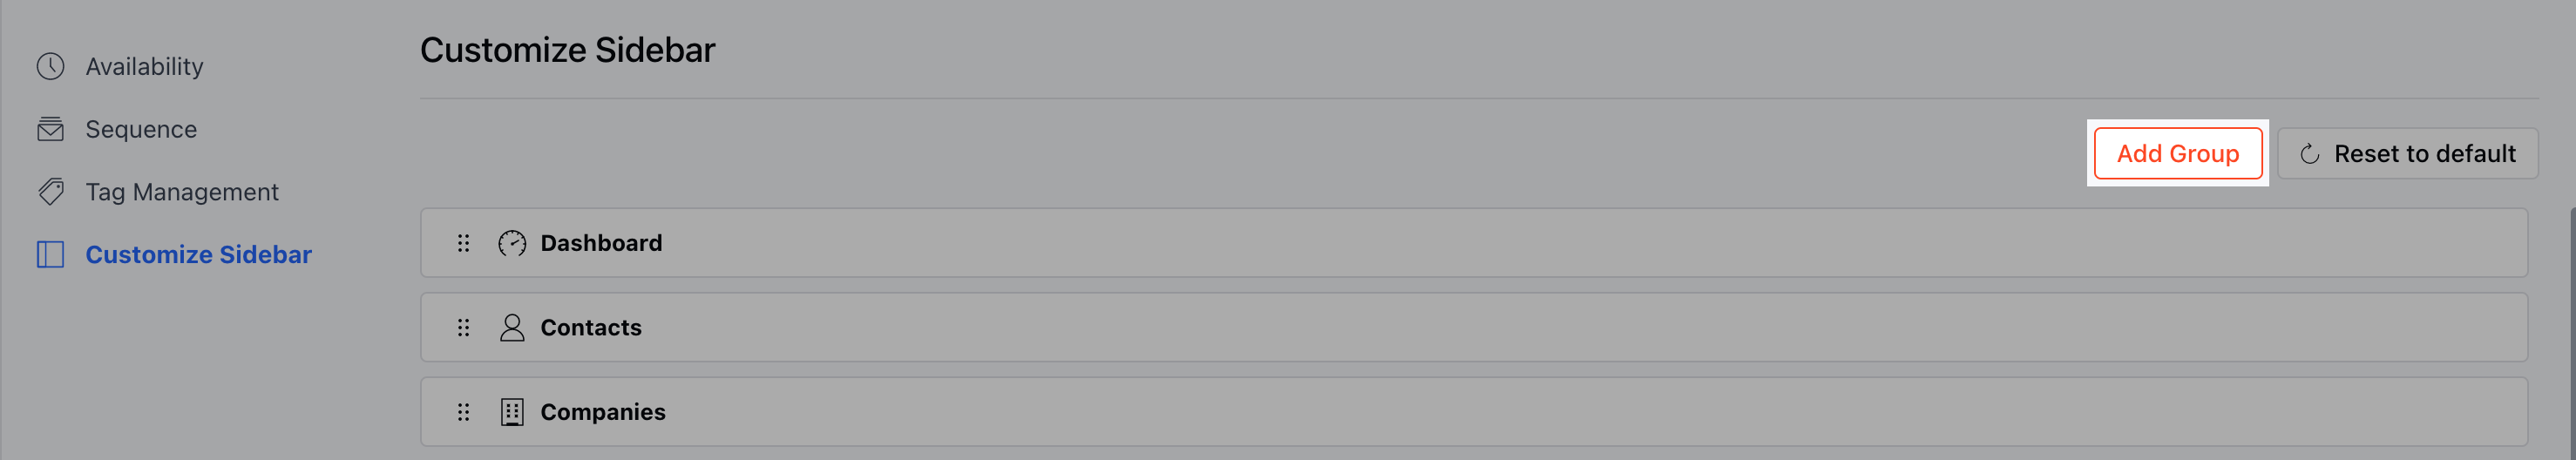 Availability
Sequence
Tag Management
Customize Sidebar
Customize Sidebar
Add Group
Reset to default
Dashboard
Contacts
Companies